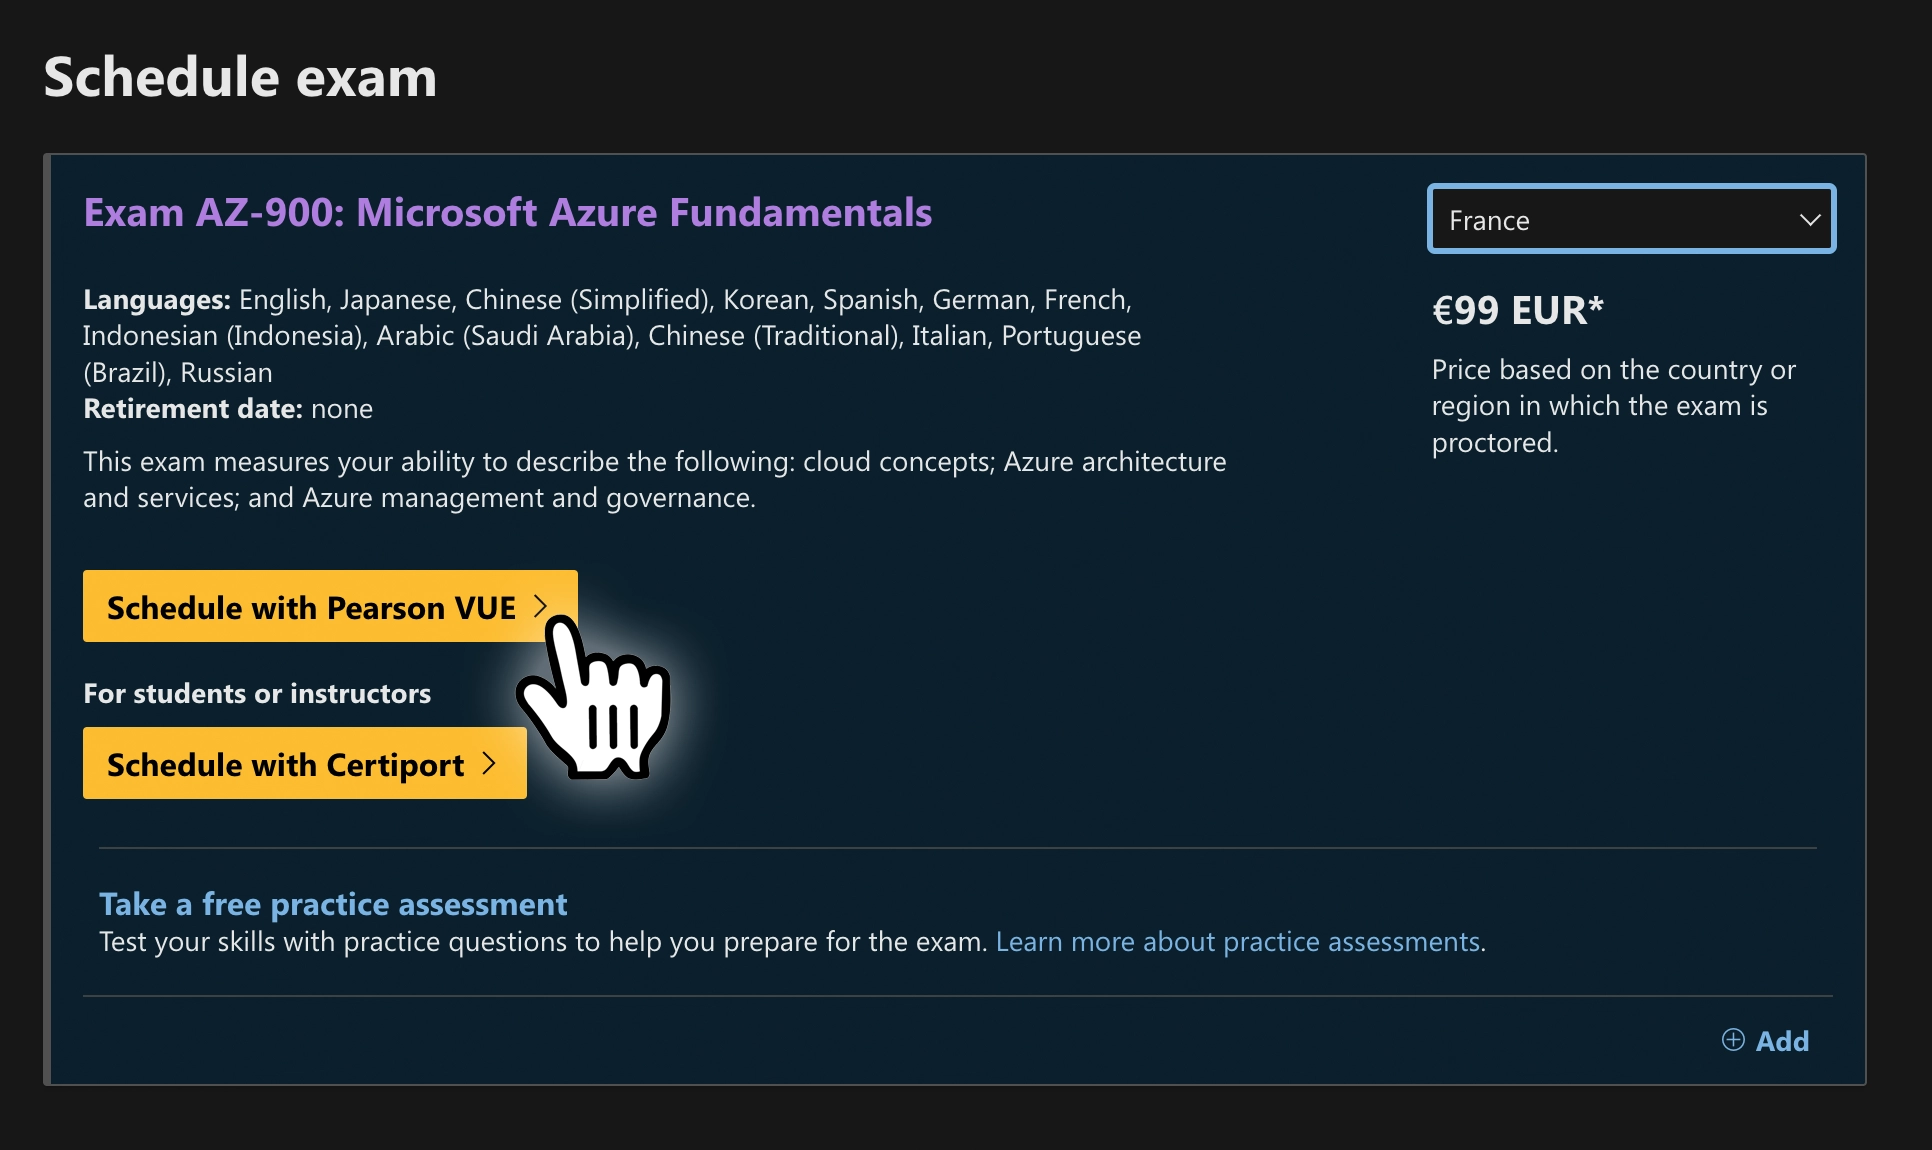 Schedule exam
Exam AZ-900: Microsoft Azure Fundamentals
France
Languages: English, Japanese, Chinese (Simplified), Korean, Spanish, German, French,
Indonesian (Indonesia), Arabic (Saudi Arabia), Chinese (Traditional), Italian, Portuguese
(Brazil), Russian
Retirement date: none
€99 EUR*
Price based on the country or
region in which the exam is
proctored.
This exam measures your ability to describe the following: cloud concepts; Azure architecture
and services; and Azure management and governance.
Schedule with Pearson VUE
For students or instructors
Schedule with Certiport
Take a free practice assessment
Test your skills with practice questions to help you prepare for the exam. Learn more about practice assessments.
Add